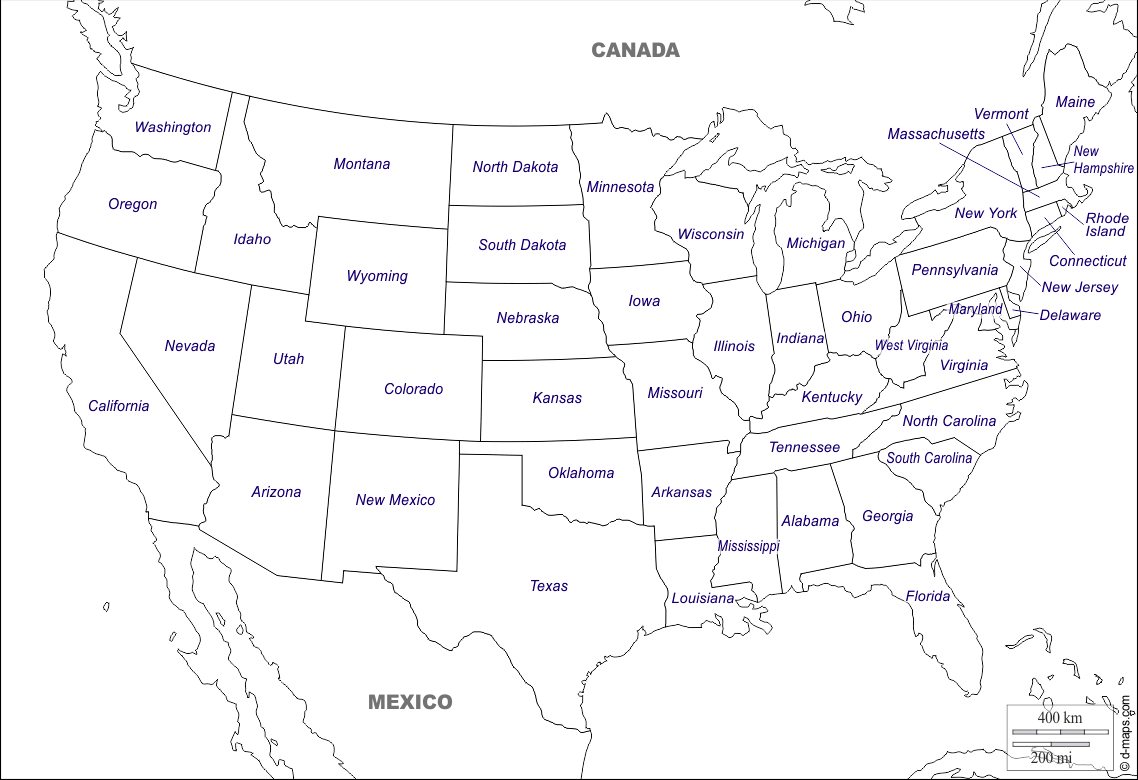 CANADA
Maine
Vermont
Massachusetts
Washington
New
Hampshire
Montana
North Dakota
Minnesota
Oregon
New York
Rhode
Island
Idaho
South Dakota
Wisconsin
Michigan
Connecticut
Wyoming
Pennsylvania
New Jersey
Iowa
Maryland
Delaware
Nebraska
Ohio
Nevada
Utah
Illinois
Indiana
West Virginia
Virginia
Colorado
Kansas
Missouri
Kentucky
California
North Carolina
Tennessee
South Carolina
Oklahoma
Arizona
New Mexico
Arkansas
Georgia
Alabama
Mississippi
Texas
Louisiana
Florida
MEXICO
400 km
200 mi
© d-maps.com